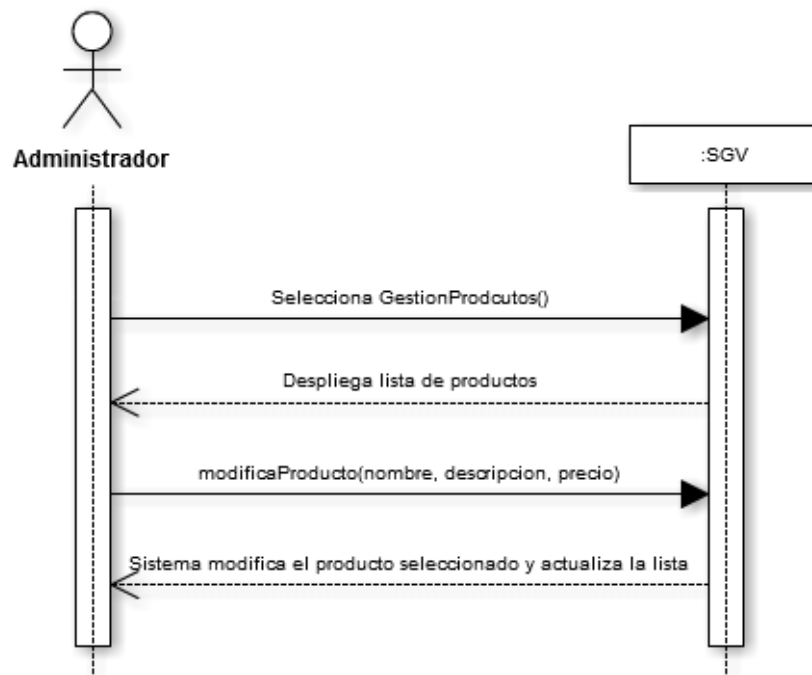 Administrador
:SGV
Selecciona GestionProdcutos()
Despliega lista de productos
modificaProducto(nombre, descripcion, precio)
Sistema modifica el producto seleccionado y actualiza la lista